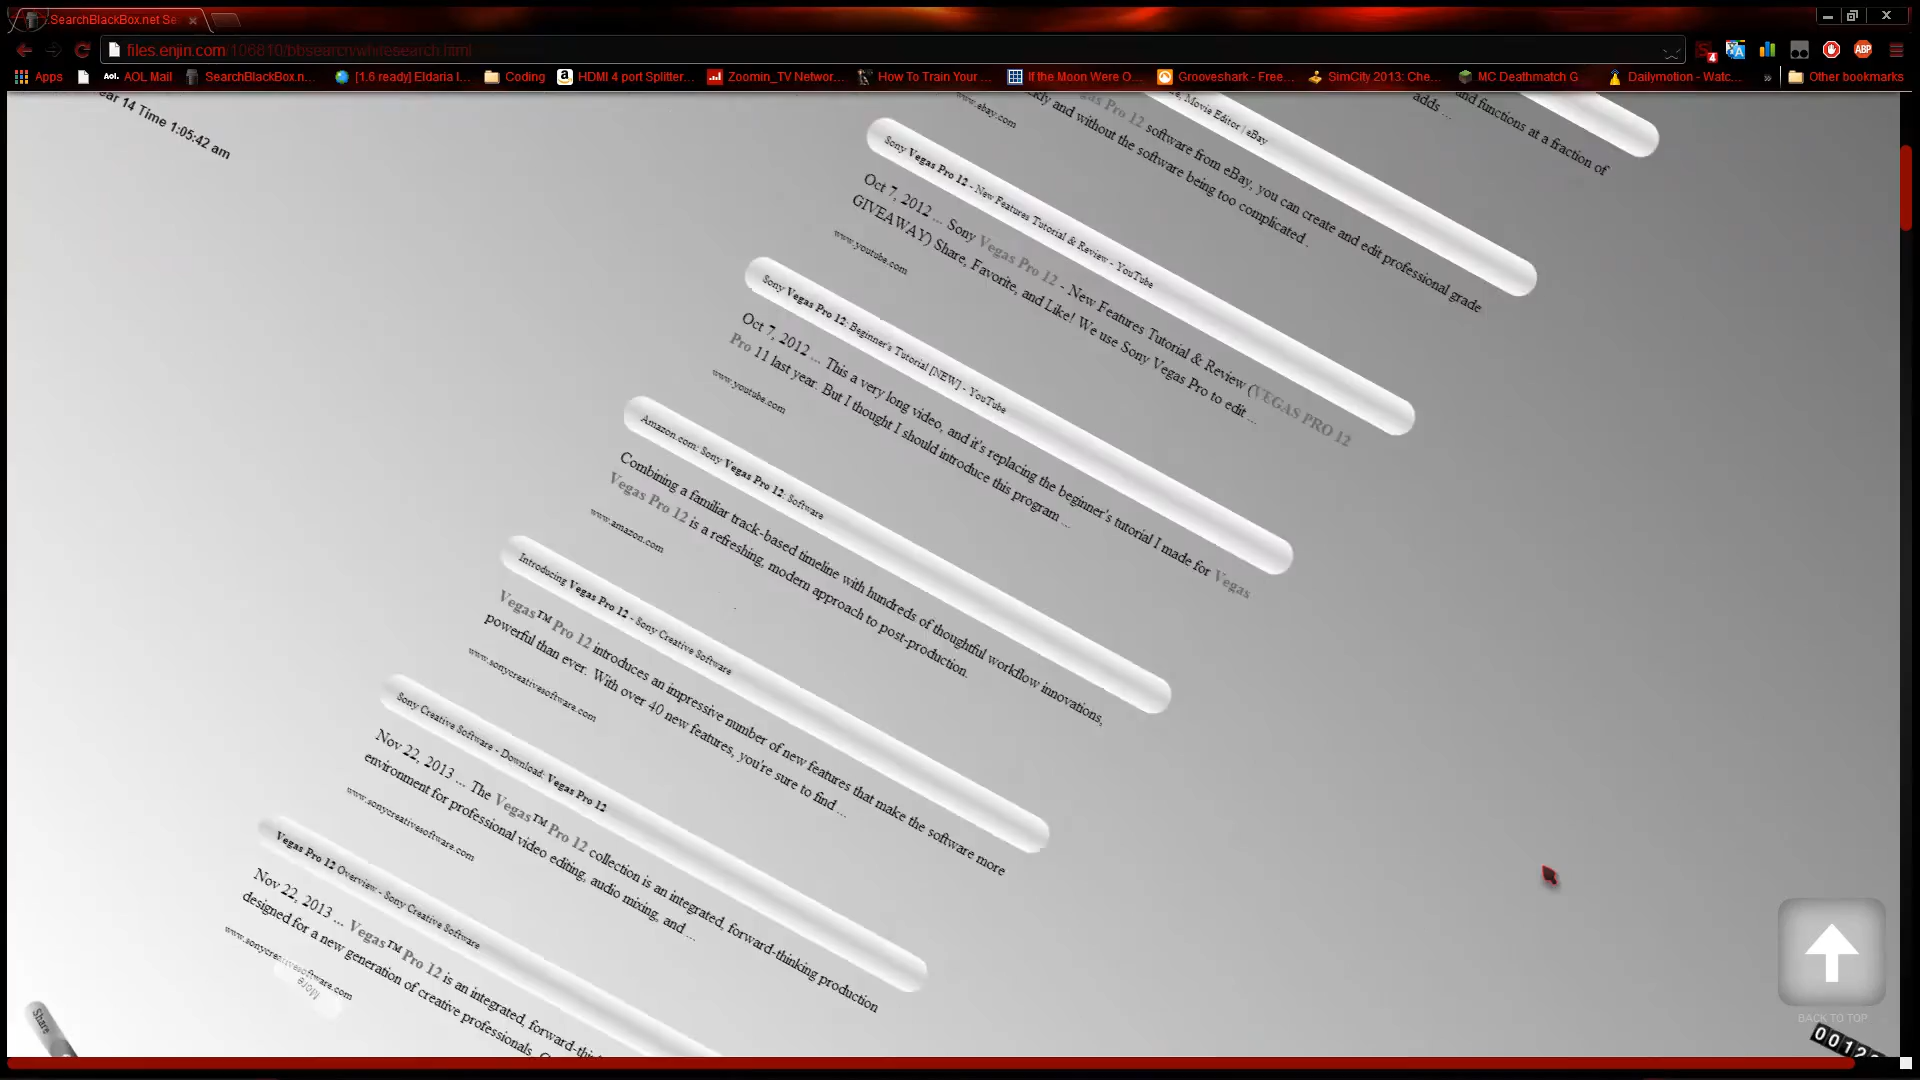 SearchBlackBox.net Se
files.enjin.com/106810/bbsearch/whitesearch.html
4
ABP
Apps
Aol. AOL Mail
SearchBlackBox.n...
[1.6 ready] Eldaria I...
Coding
HDMI 4 port Splitter...
Zoomin_TV Networ...
How To Train Your ...
If the Moon Were O...
Grooveshark - Free...
SimCity 2013: Che...
MC Deathmatch G
Dailymotion - Watc...
»
Other bookmarks
ear 14 Time 1:05:42 am
and functions at a fraction of
adds ...
, Movie Editor | eBay
Vegas Pro 12 software from eBay, you can create and edit professional grade
kly and without the software being too complicated.
www.ebay.com
Sony Vegas Pro 12 - New Features Tutorial & Review - YouTube
Oct 7, 2012 ... Sony Vegas Pro 12 - New Features Tutorial & Review (VEGAS PRO 12
GIVEAWAY) Share, Favorite, and Like! We use Sony Vegas Pro to edit ...
www.youtube.com
Sony Vegas Pro 12: Beginner's Tutorial [NEW] - YouTube
Oct 7, 2012 ... This a very long video, and it's replacing the beginner's tutorial I made for Vegas
Pro 11 last year. But I thought I should introduce this program ...
www.youtube.com
Amazon.com: Sony Vegas Pro 12: Software
Combining a familiar track-based timeline with hundreds of thoughtful workflow innovations,
Vegas Pro 12 is a refreshing, modern approach to post-production.
www.amazon.com
Introducing Vegas Pro 12 - Sony Creative Software
Vegas™ Pro 12 introduces an impressive number of new features that make the software more
powerful than ever. With over 40 new features, you're sure to find ...
www.sonycreativesoftware.com
Sony Creative Software - Download: Vegas Pro 12
Nov 22, 2013 ... The Vegas™ Pro 12 collection is an integrated, forward-thinking production
environment for professional video editing, audio mixing, and ...
www.sonycreativesoftware.com
Vegas Pro 12 Overview - Sony Creative Software
Nov 22, 2013 ... Vegas™ Pro 12 is an integrated, forward-thi
designed for a new generation of creative professionals.
www.sonycreativesoftware.com
More
Share
BACK TO TOP
0012